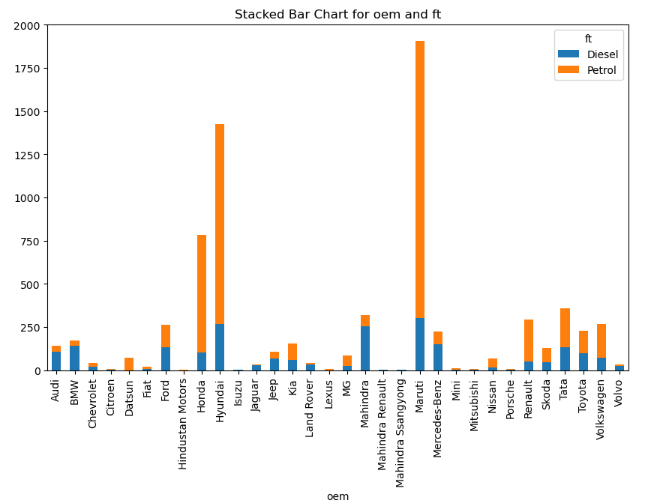 Stacked Bar Chart for oem and ft
ft
Diesel
Petrol
2000
1750
1500
1250
1000
750
500
250
0
Audi
BMW
Chevrolet
Citroen
Datsun
Fiat
Ford
Hindustan Motors
Honda
Hyundai
Isuzu
Jaguar
Jeep
Kia
Land Rover
Lexus
MG
Mahindra
Mahindra Renault
Mahindra Ssangyong
Maruti
Mercedes-Benz
Mini
Mitsubishi
Nissan
Porsche
Renault
Skoda
Tata
Toyota
Volkswagen
Volvo
oem